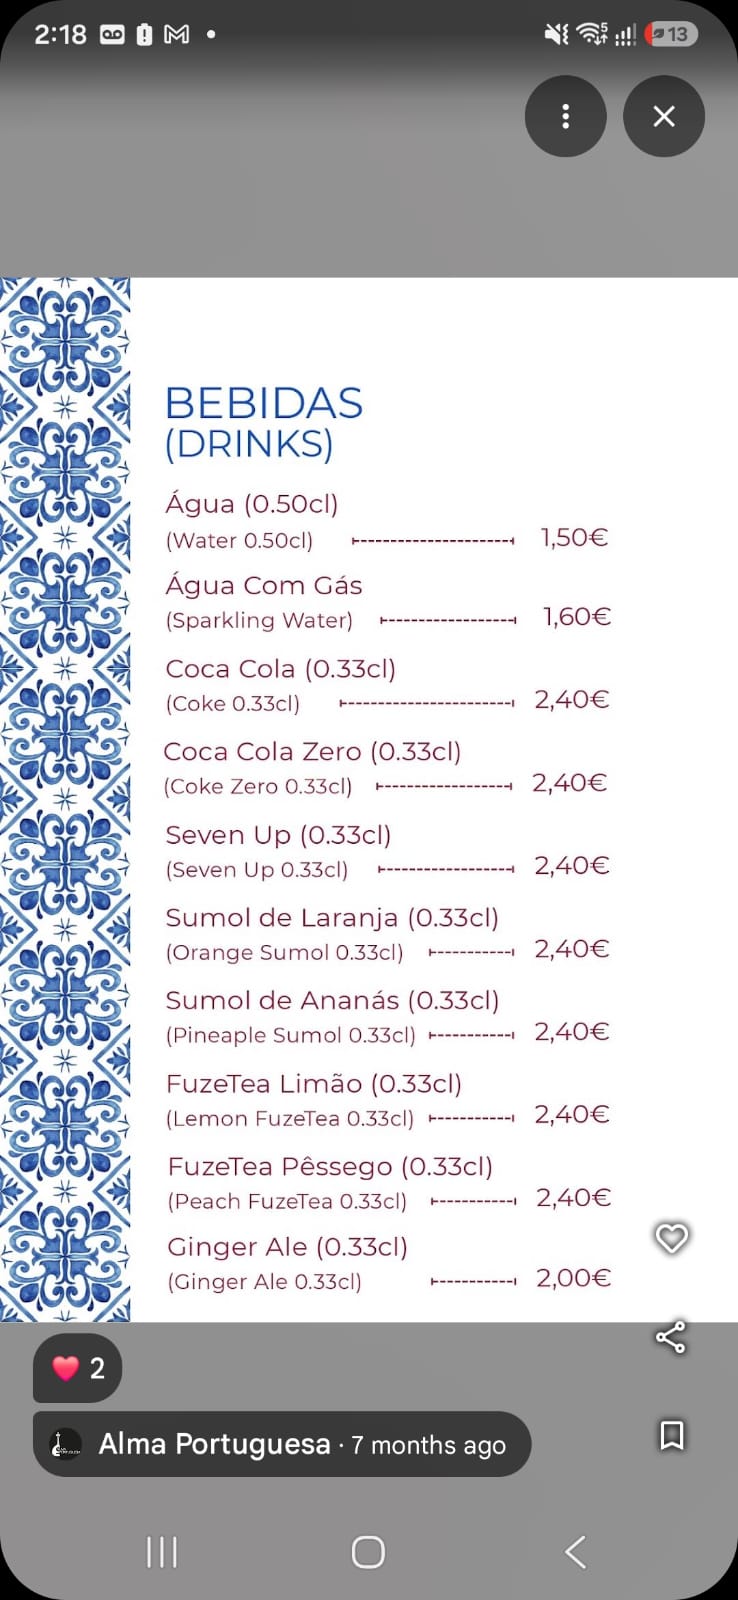 2:18
13
BEBIDAS
(DRINKS)
Água (0.50cl)
(Water 0.50cl) 1,50€
Água Com Gás
(Sparkling Water) 1,60€
Coca Cola (0.33cl)
(Coke 0.33cl) 2,40€
Coca Cola Zero (0.33cl)
(Coke Zero 0.33cl) 2,40€
Seven Up (0.33cl)
(Seven Up 0.33cl) 2,40€
Sumol de Laranja (0.33cl)
(Orange Sumol 0.33cl) 2,40€
Sumol de Ananás (0.33cl)
(Pineaple Sumol 0.33cl) 2,40€
FuzeTea Limão (0.33cl)
(Lemon FuzeTea 0.33cl) 2,40€
FuzeTea Pêssego (0.33cl)
(Peach FuzeTea 0.33cl) 2,40€
Ginger Ale (0.33cl)
(Ginger Ale 0.33cl) 2,00€
2
Alma Portuguesa · 7 months ago